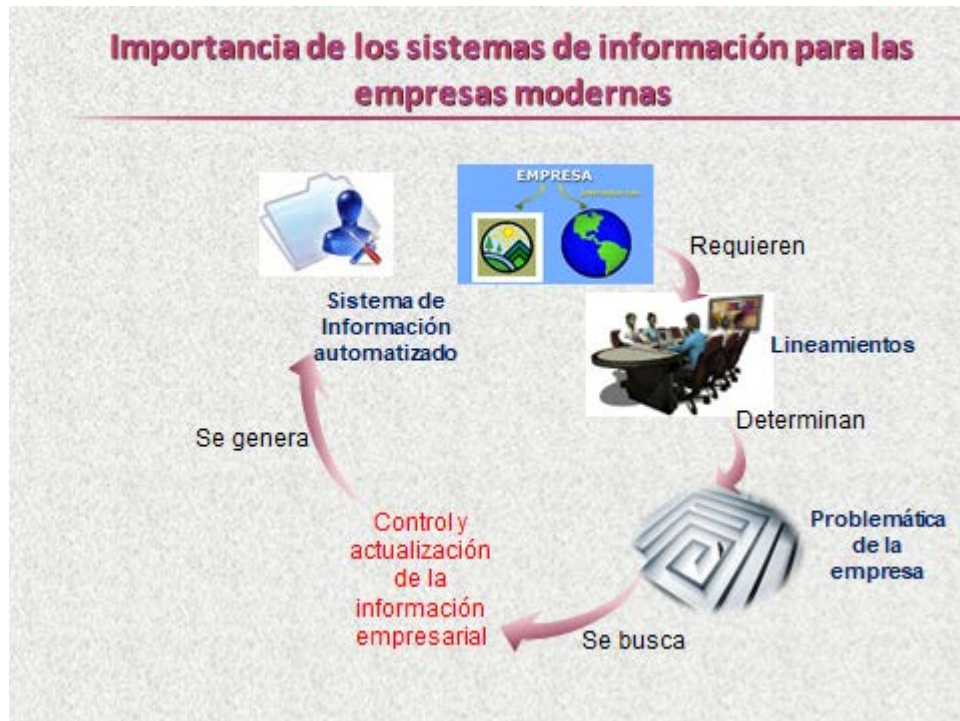 Importancia de los sistemas de información para las
empresas modernas
EMPRESA
Requieren
Lineamientos
Determinan
Problemática
de la
empresa
Se busca
Control y
actualización
de la
información
empresarial
Se genera
Sistema de
Información
automatizado